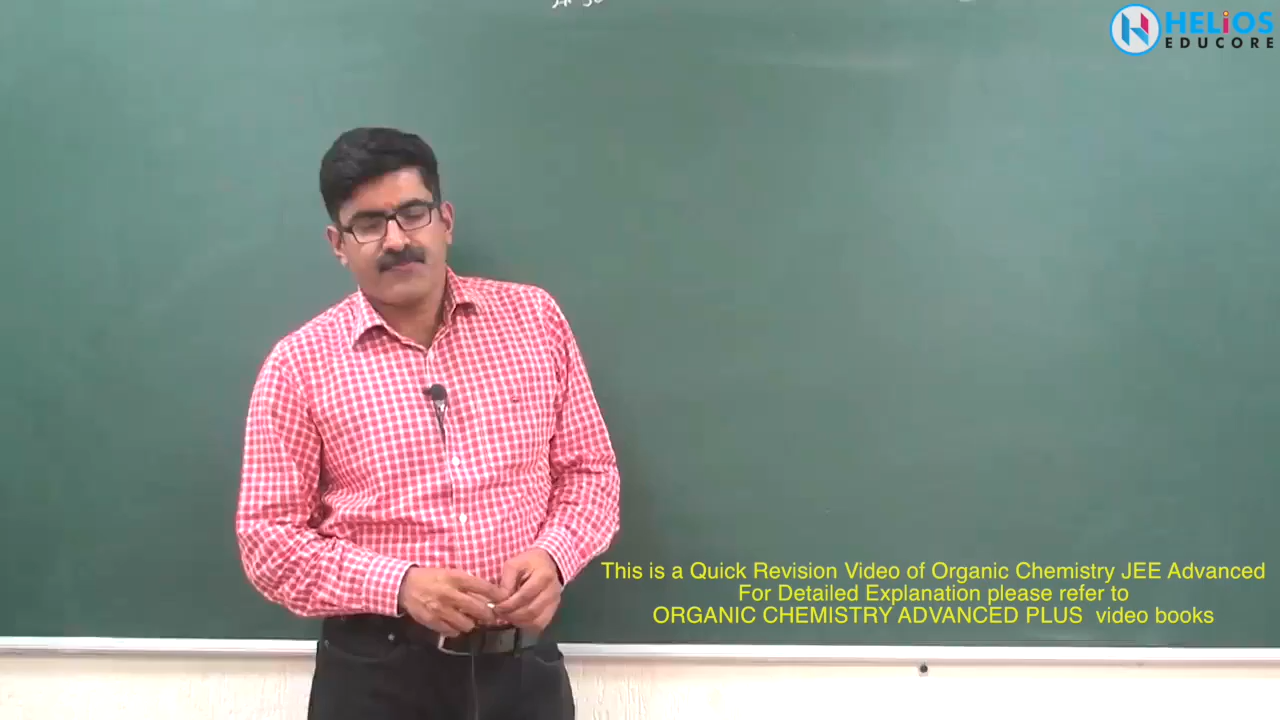 HELiOS
EDUCORE
This is a Quick Revision Video of Organic Chemistry JEE Advanced
For Detailed Explanation please refer to
ORGANIC CHEMISTRY ADVANCED PLUS video books